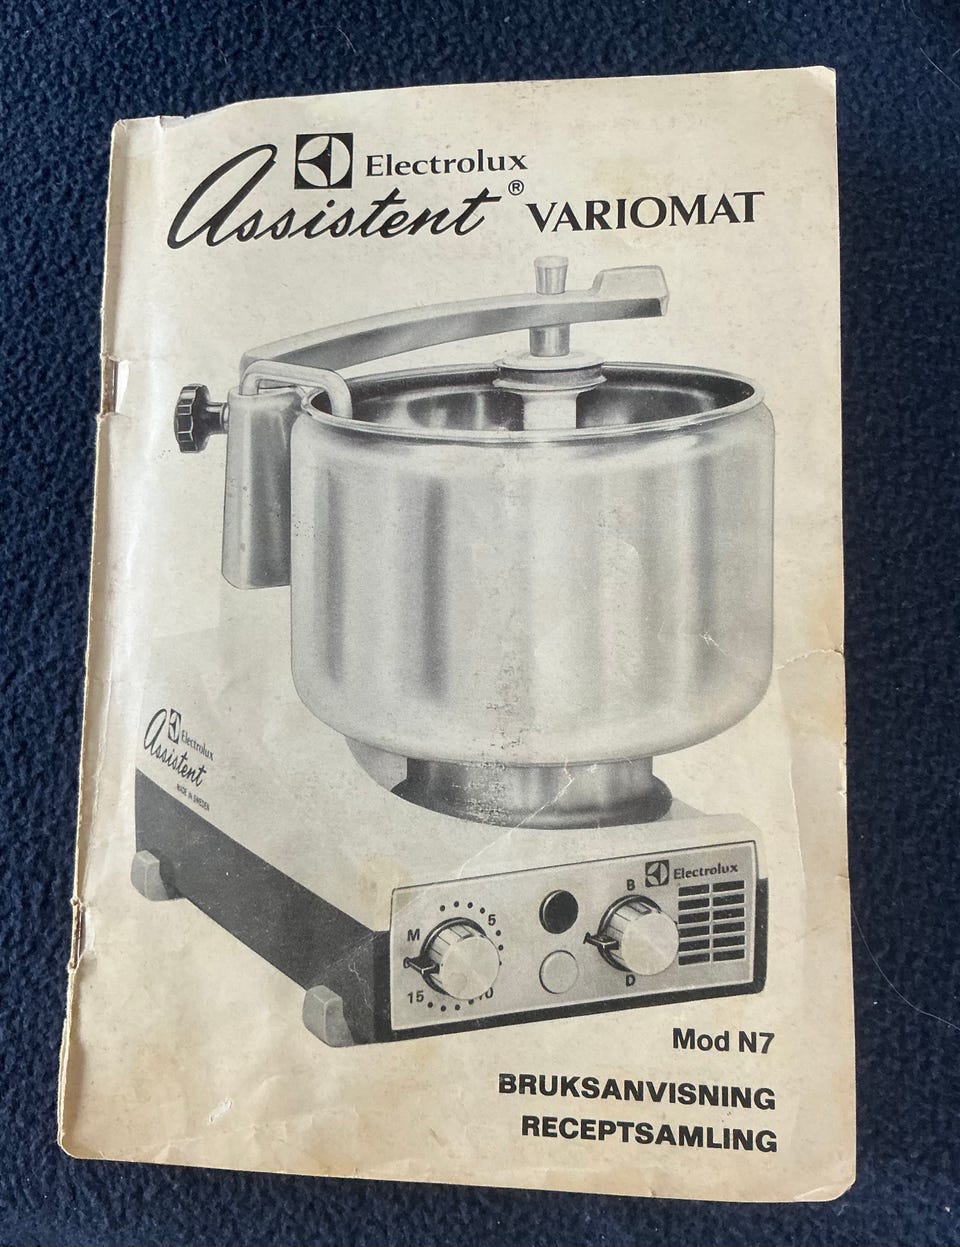 Electrolux
Assistent® VARIOMAT
Electrolux
Assistent
MADE IN SWEDEN
Electrolux
M
5
10
15
B
D
Mod N7
BRUKSANVISNING
RECEPTSAMLING